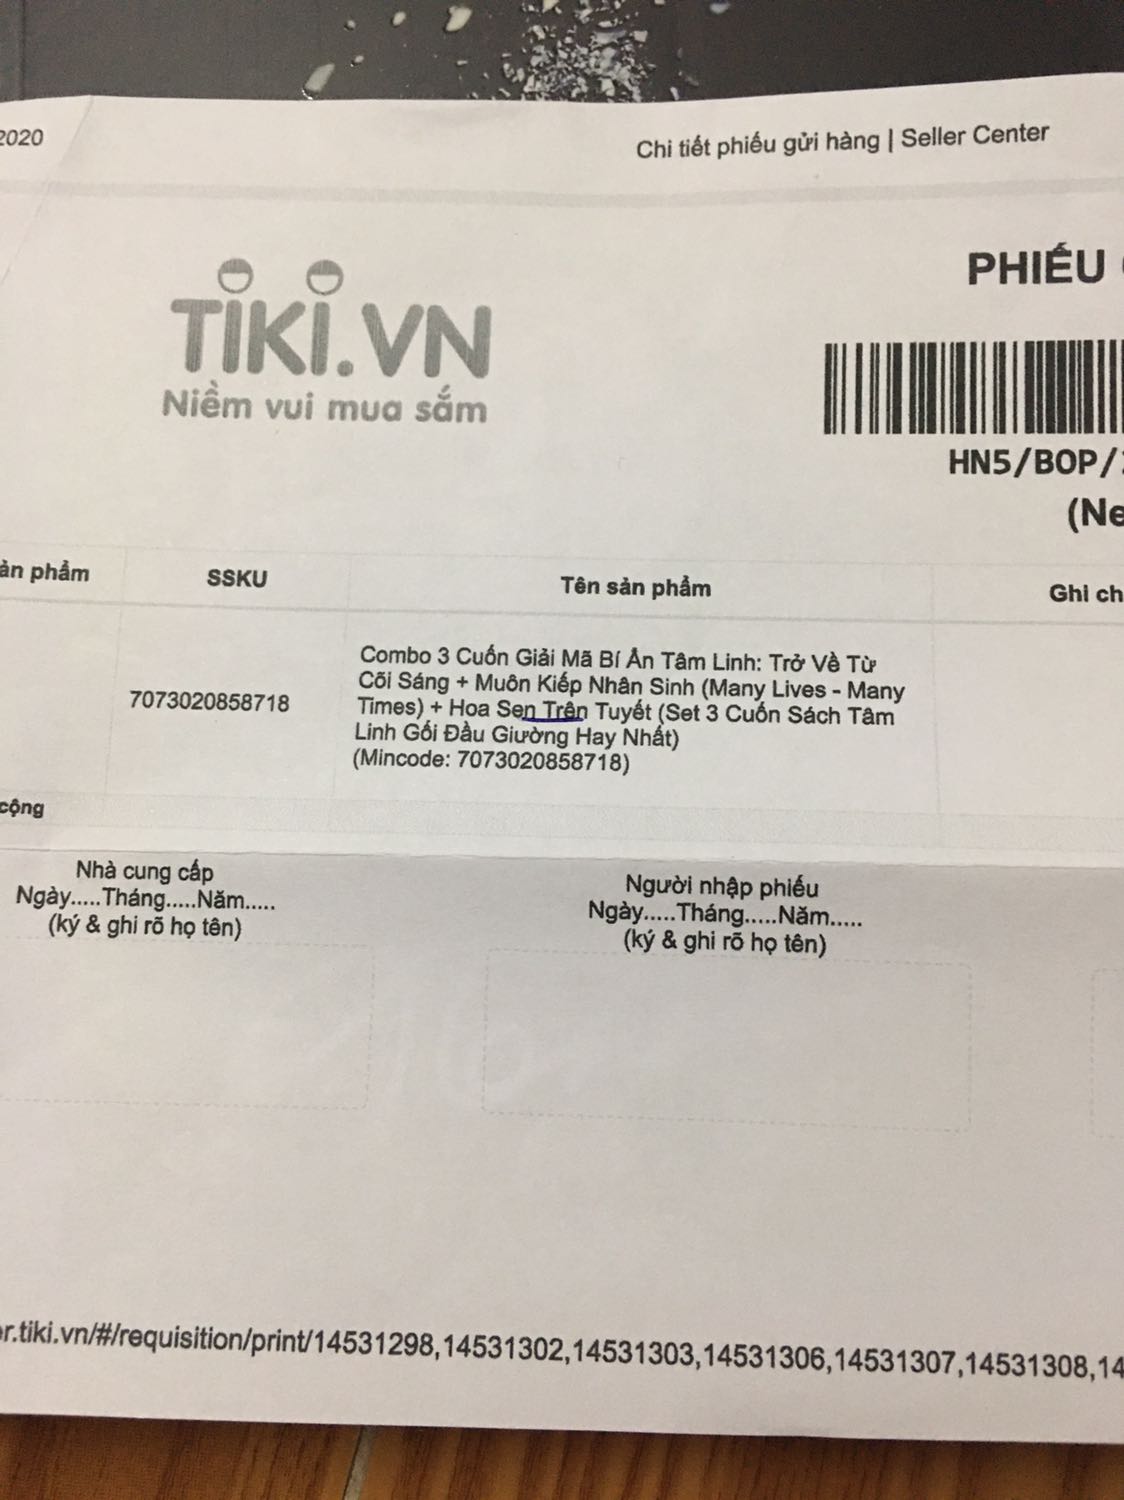 2020
Chi tiết phiếu gửi hàng | Seller Center
TiKi.VN
Niềm vui mua sắm
PHIẾU
HN5/BOP/
(Ne
ản phẩm
SSKU
Tên sản phẩm
Ghi ch
7073020858718
Combo 3 Cuốn Giải Mã Bí Ẩn Tâm Linh: Trở Về Từ
Cõi Sáng + Muôn Kiếp Nhân Sinh (Many Lives - Many
Times) + Hoa Sen Trên Tuyết (Set 3 Cuốn Sách Tâm
Linh Gối Đầu Giường Hay Nhất)
(Mincode: 7073020858718)
cộng
Nhà cung cấp
Ngày.....Tháng.....Năm.....
(ký & ghi rõ họ tên)
Người nhập phiếu
Ngày.....Tháng.....Năm.....
(ký & ghi rõ họ tên)
er.tiki.vn/#/requisition/print/14531298,14531302,14531303,14531306,14531307,14531308,14